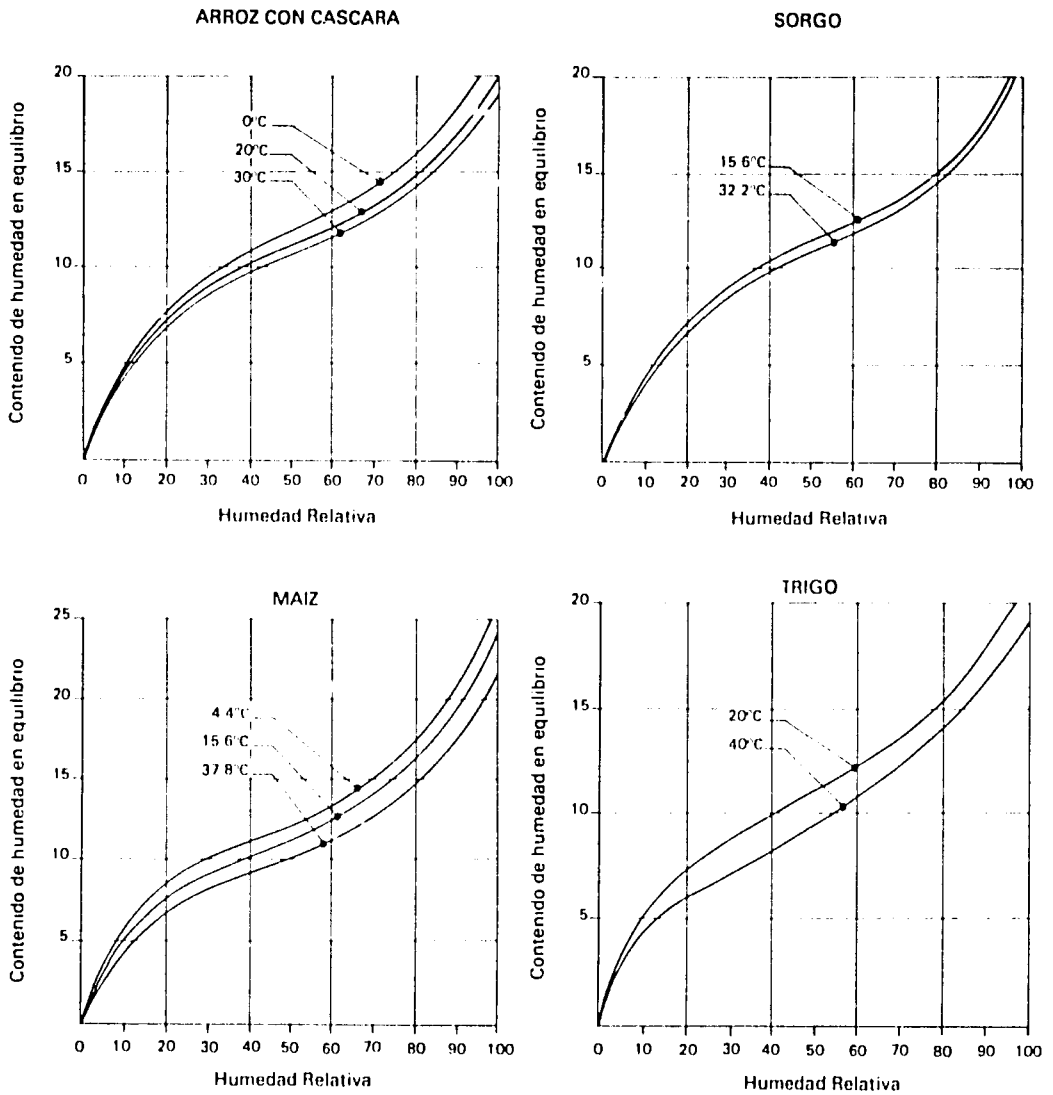 ARROZ CON CASCARA
Contenido de humedad en equilibrio
20
15
10
5
0°C
20°C
30°C
0 10 20 30 40 50 60 70 80 90 100
Humedad Relativa
SORGO
Contenido de humedad en equilibrio
20
15
10
5
15 6°C
32 2°C
0 10 20 30 40 50 60 70 80 90 100
Humedad Relativa
MAIZ
Contenido de humedad en equilibrio
25
20
15
10
5
4 4°C
15 6°C
37 8°C
0 10 20 30 40 50 60 70 80 90 100
Humedad Relativa
TRIGO
Contenido de humedad en equilibrio
20
15
10
5
20°C
40°C
0 10 20 30 40 50 60 70 80 90 100
Humedad Relativa